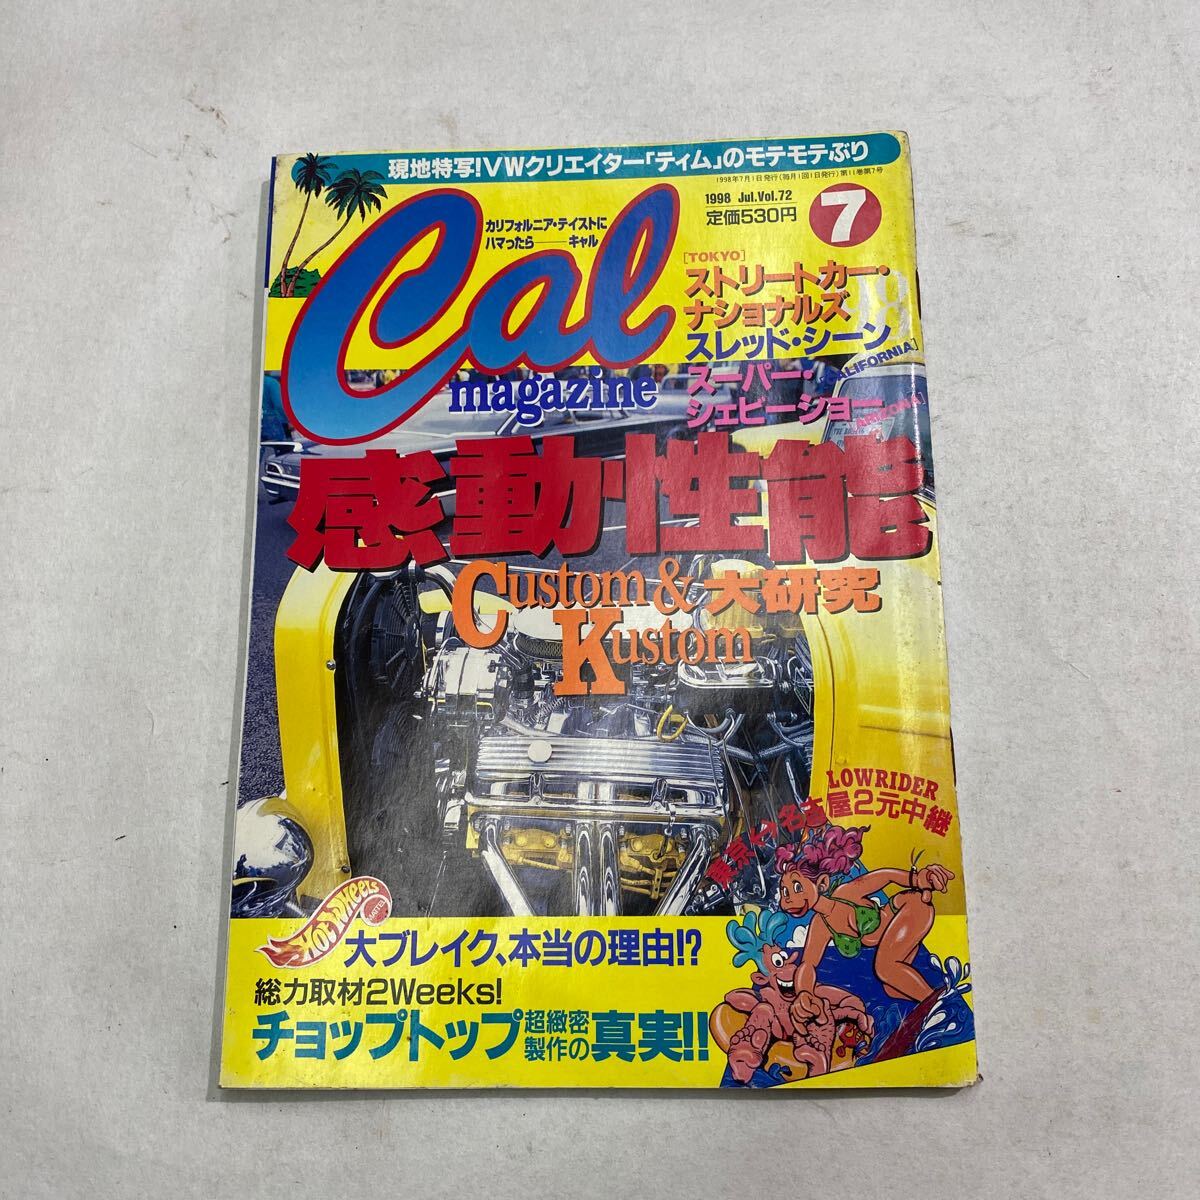 現地特写!VWクリエイター「ティム」のモテモテぶり
1998年7月1日発行(毎月1回1日発行)第11巻第7号
1998 Jul.Vol.72
定価530円
7
カリフォルニア・テイストに
ハマったら――キャル
Cal
magazine
[TOKYO]
ストリートカー・
ナショナルズ
スレッド・シーン
[CALIFORNIA]
スーパー・
シェビーショー
ARIZONA]
感動性能
Custom &
Kustom
大研究
LOWRIDER
東京ヒ?名古屋2元中継
HOT WHEELS
MATTEL
大ブレイク、本当の理由!?
総力取材2Weeks!
チョップトップ超緻密製作の真実!!